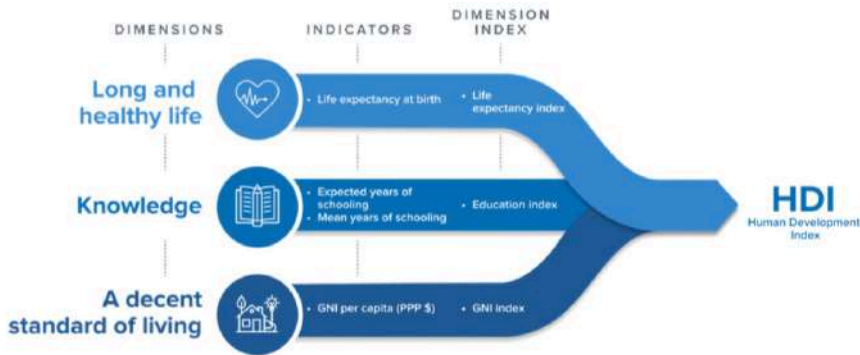 DIMENSIONS
INDICATORS
DIMENSION
INDEX
Long and
healthy life
• Life expectancy at birth
• Life
expectancy index
Knowledge
• Expected years of
schooling
• Mean years of schooling
• Education index
HDI
Human Development
Index
A decent
standard of living
• GNI per capita (PPP $)
• GNI index